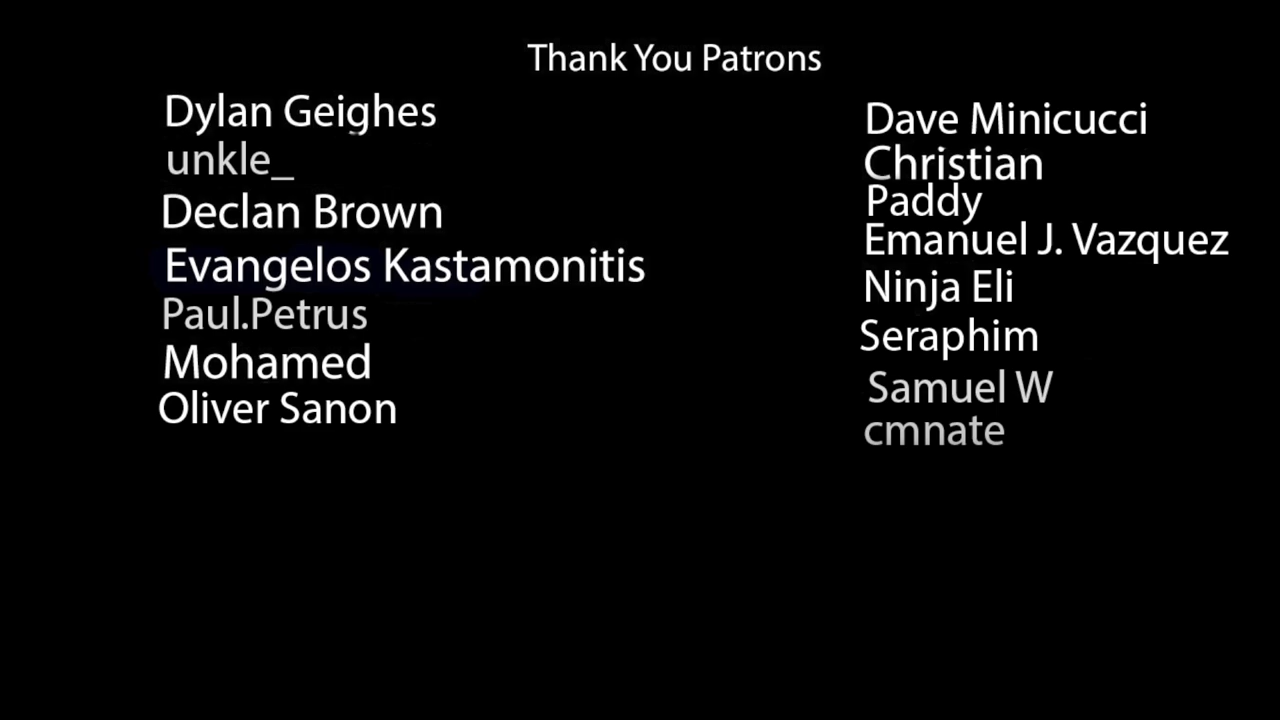 Thank You Patrons
Dylan Geighes
unkle_
Declan Brown
Evangelos Kastamonitis
Paul.Petrus
Mohamed
Oliver Sanon
Dave Minicucci
Christian
Paddy
Emanuel J. Vazquez
Ninja Eli
Seraphim
Samuel W
cmnate